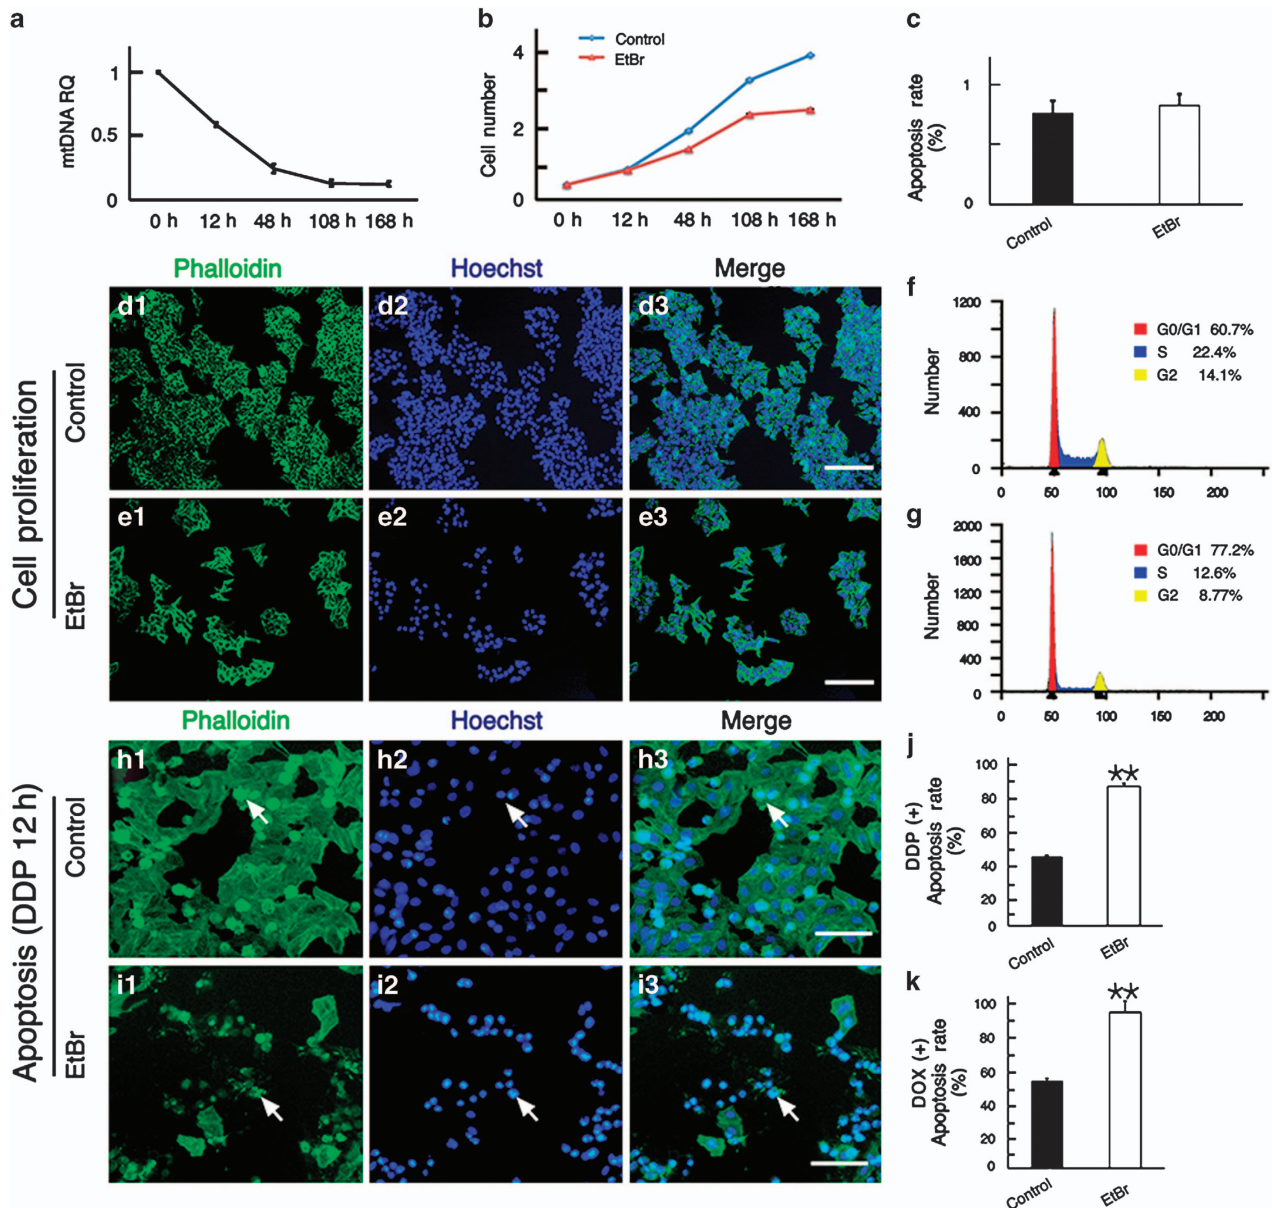 a
mtDNA RQ
1
0.5
0
0 h 12 h 48 h 108 h 168 h
b
Cell number
4
2
0
Control
EtBr
0 h 12 h 48 h 108 h 168 h
c
Apoptosis rate
(%)
1
0
Control EtBr
Phalloidin Hoechst Merge
Cell proliferation
Control
d1 d2 d3
EtBr
e1 e2 e3
f
Number
1200
800
400
0
G0/G1 60.7%
S 22.4%
G2 14.1%
0 50 100 150 200
g
Number
2000
1600
1200
800
400
0
G0/G1 77.2%
S 12.6%
G2 8.77%
0 50 100 150 200
Phalloidin Hoechst Merge
Apoptosis (DDP 12 h)
Control
h1 h2 h3
EtBr
i1 i2 i3
j
DDP (+)
Apoptosis rate
(%)
100
80
60
40
20
0
**
Control EtBr
k
DOX (+)
Apoptosis rate
(%)
100
80
60
40
20
0
**
Control EtBr